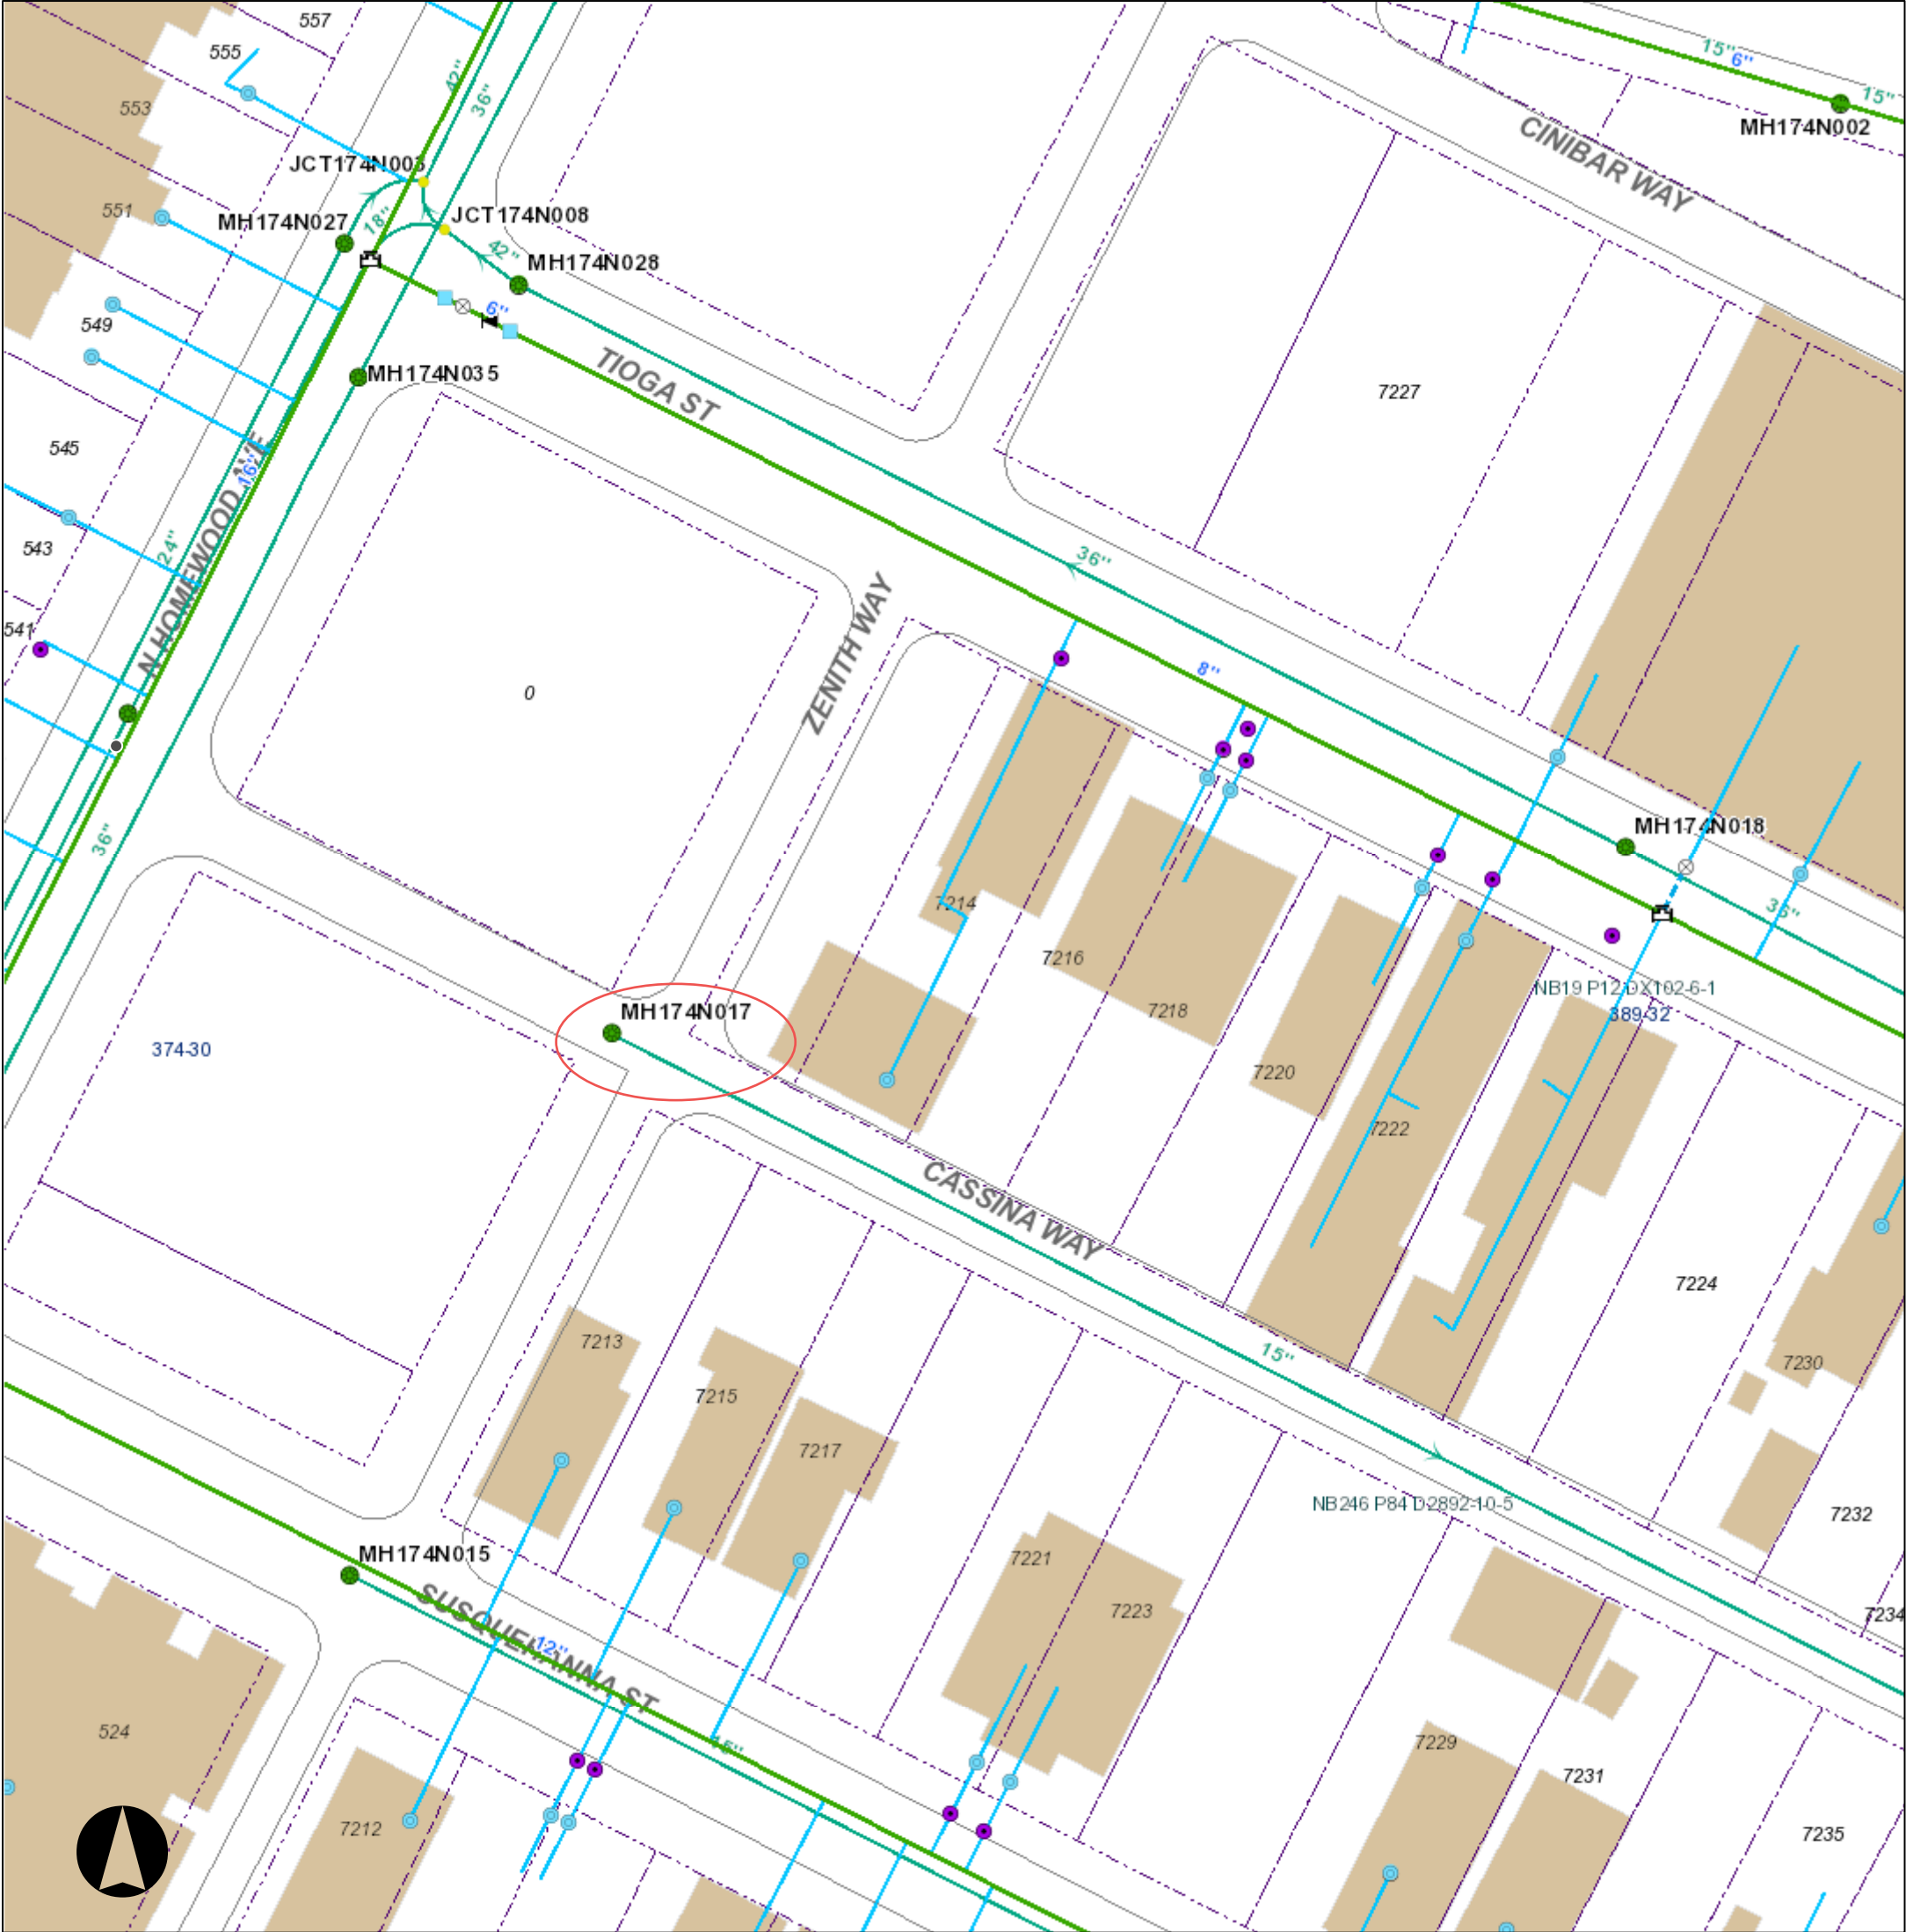 557
555
42"
15"
6"
15"
36"
553
MH174N002
CINIBAR WAY
JCT174N003
551
MH174N027
18"
JCT174N008
42"
MH174N028
6"
549
MH174N035
TIOGA ST
7227
545
16"
24"
543
N HOMEWOOD AVE
36"
541
ZENITH WAY
0
8"
36"
MH174N018
7214
36"
7216
NB19 P12 DX102-6-1
7218
389-32
MH174N017
374-30
7220
7222
CASSINA WAY
7224
7213
15"
7230
7215
7217
NB246 P84 D2892-10-5
7232
MH174N015
7221
7223
7234
SUSQUEHANNA ST
12"
524
15"
7229
7231
7212
7235